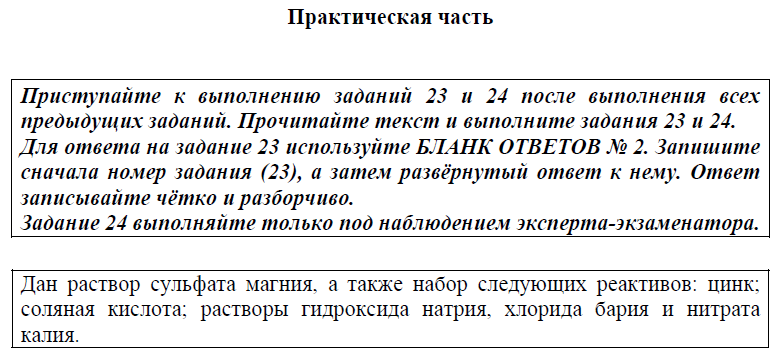 Практическая часть
Приступайте к выполнению заданий 23 и 24 после выполнения всех
предыдущих заданий. Прочитайте текст и выполните задания 23 и 24.
Для ответа на задание 23 используйте БЛАНК ОТВЕТОВ № 2. Запишите
сначала номер задания (23), а затем развёрнутый ответ к нему. Ответ
записывайте чётко и разборчиво.
Задание 24 выполняйте только под наблюдением эксперта-экзаменатора.
Дан раствор сульфата магния, а также набор следующих реактивов: цинк;
соляная кислота; растворы гидроксида натрия, хлорида бария и нитрата
калия.